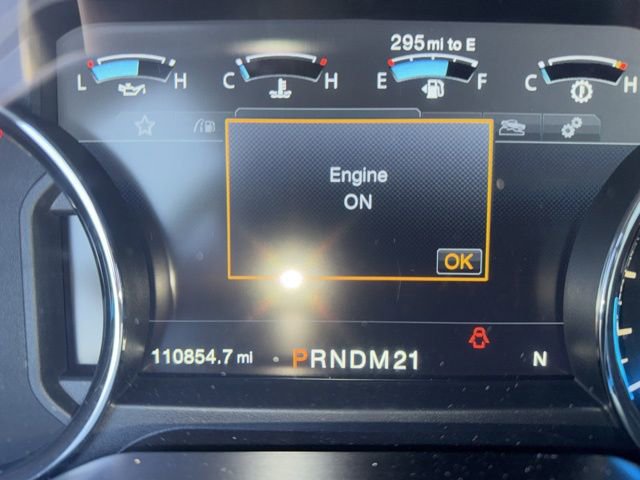 295 mi to E
L H C H E F C H
Engine
ON
OK
110854.7 mi PRNDM21 N